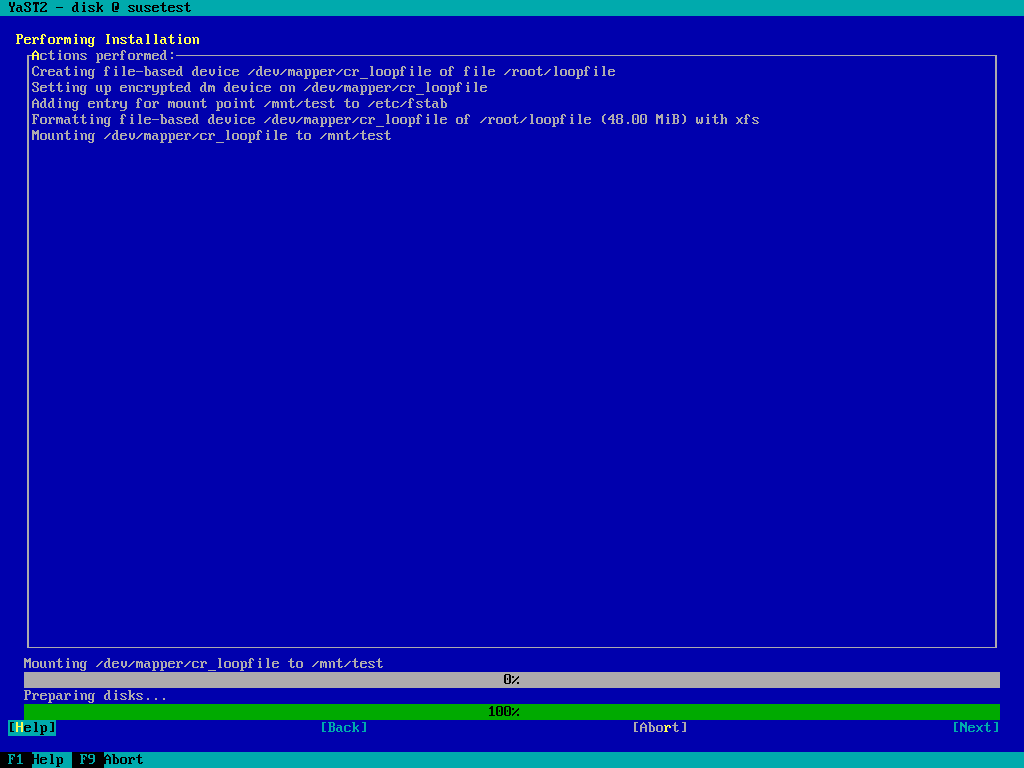 YaST2 - disk @ susetest
Performing Installation
Actions performed:
Creating file-based device /dev/mapper/cr_loopfile of file /root/loopfile
Setting up encrypted dm device on /dev/mapper/cr_loopfile
Adding entry for mount point /mnt/test to /etc/fstab
Formatting file-based device /dev/mapper/cr_loopfile of /root/loopfile (48.00 MiB) with xfs
Mounting /dev/mapper/cr_loopfile to /mnt/test
Mounting /dev/mapper/cr_loopfile to /mnt/test
0%
Preparing disks...
100%
[Help] [Back] [Abort] [Next]
F1 Help F9 Abort